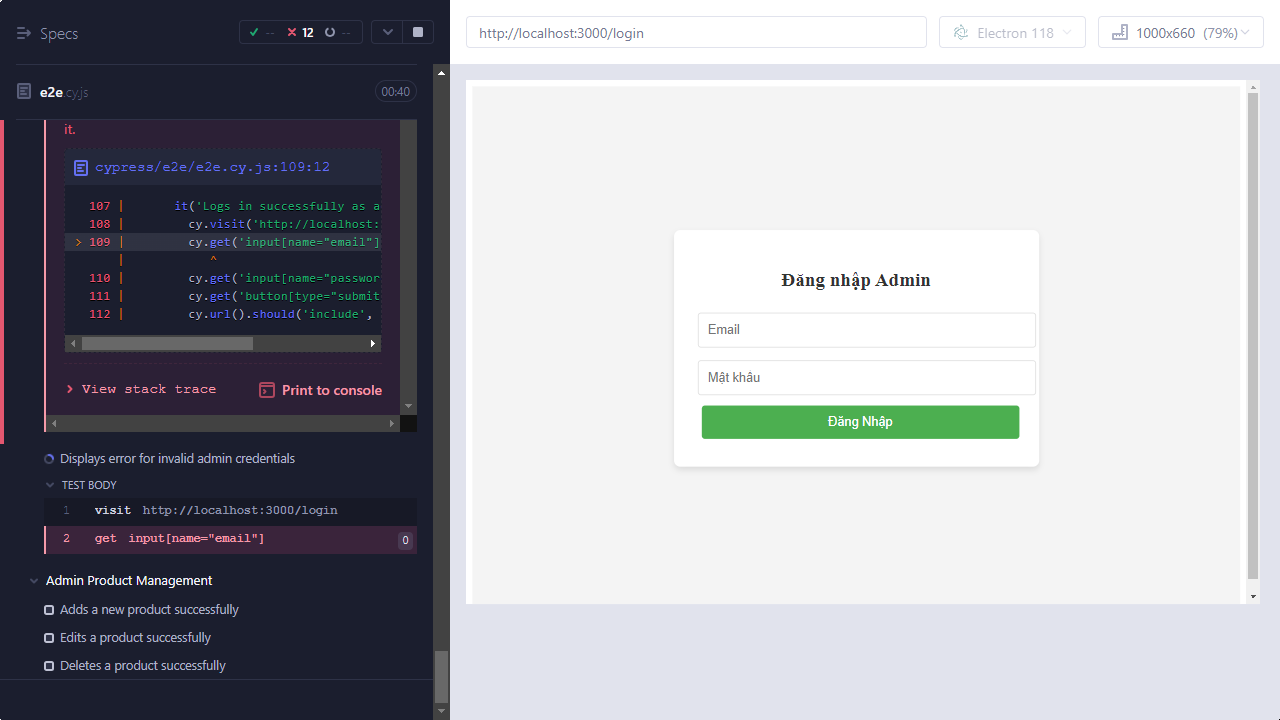 Specs
-- 12 --
e2e.cy.js
00:40
it.
cypress/e2e/e2e.cy.js:109:12
107 | it('Logs in successfully as a
108 | cy.visit('http://localhost:
> 109 | cy.get('input[name="email"]
| ^
110 | cy.get('input[name="passwor
111 | cy.get('button[type="submit
112 | cy.url().should('include',
View stack trace
Print to console
Displays error for invalid admin credentials
TEST BODY
1 visit http://localhost:3000/login
2 get input[name="email"] 0
Admin Product Management
Adds a new product successfully
Edits a product successfully
Deletes a product successfully
http://localhost:3000/login
Electron 118
1000x660 (79%)
Đăng nhập Admin
Email
Mật khẩu
Đăng Nhập